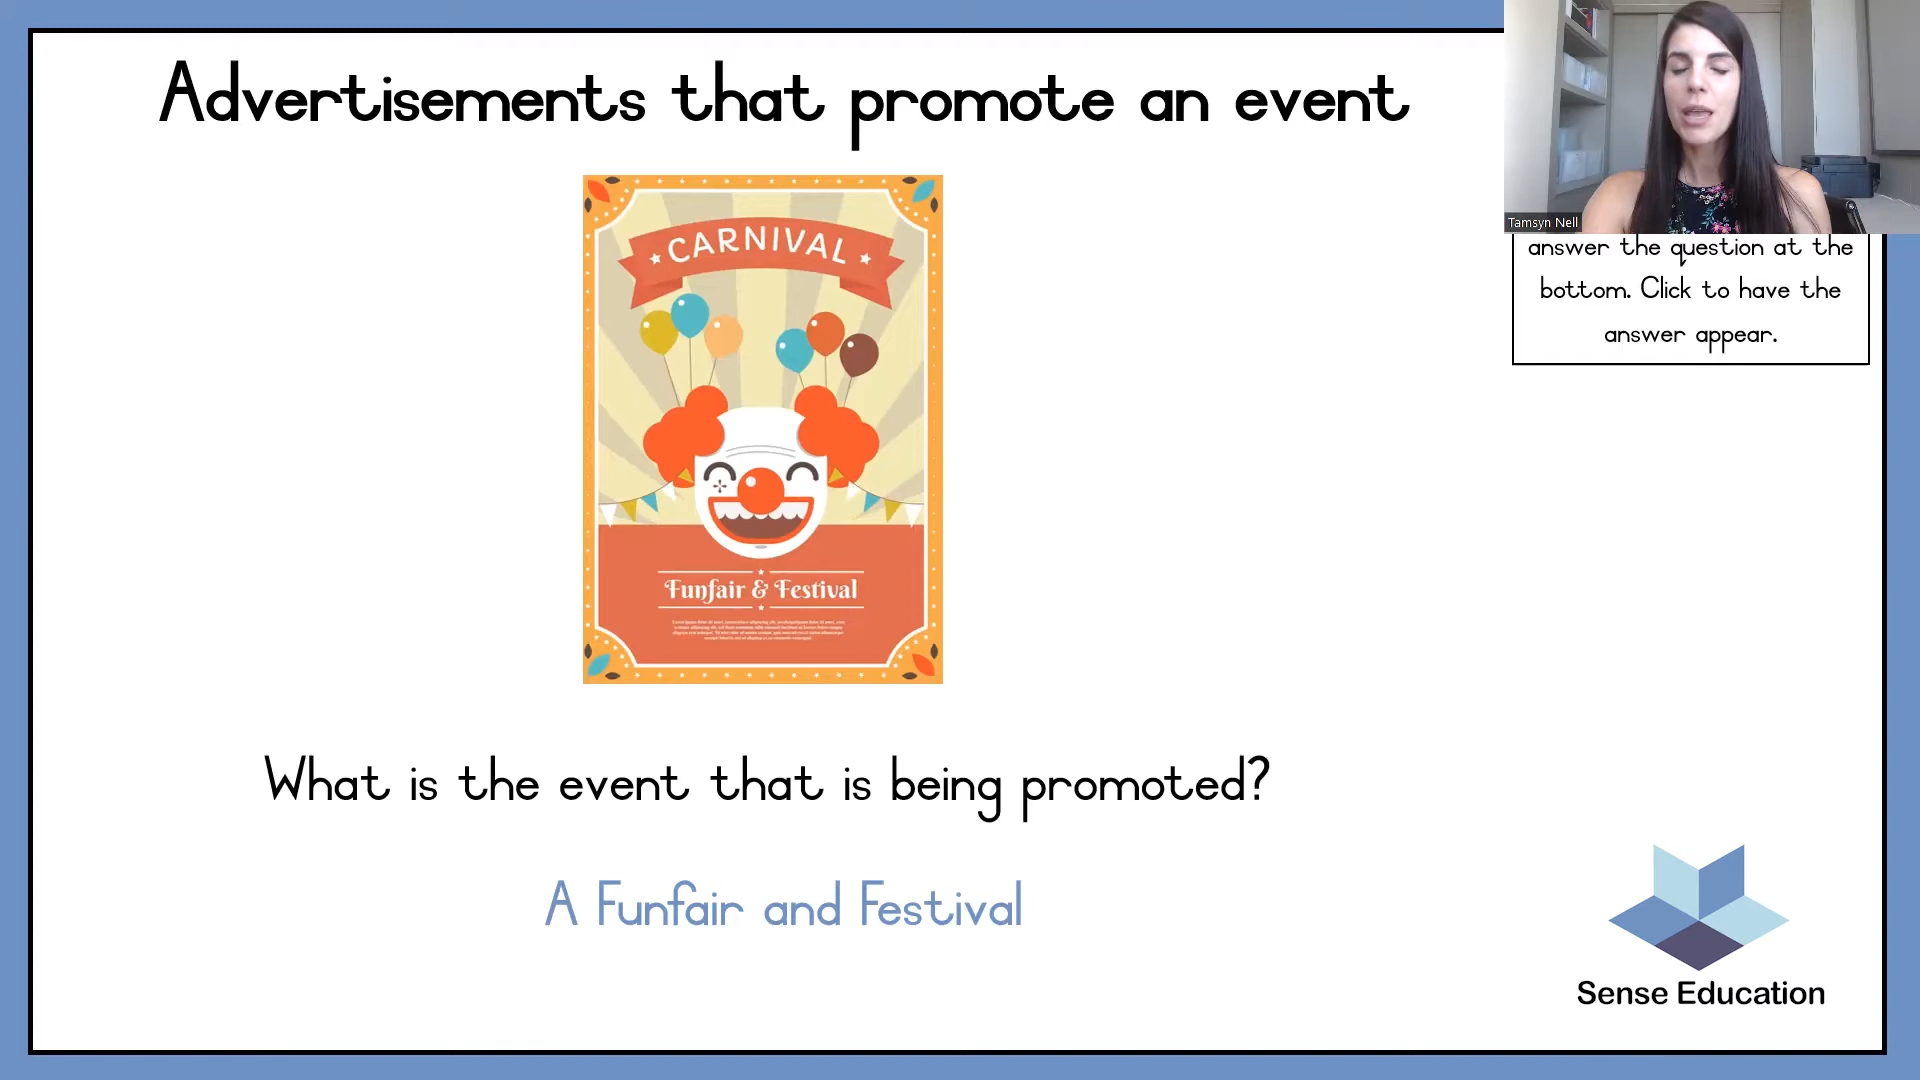 Advertisements that promote an event
Tamsyn Nell
answer the question at the
bottom. Click to have the
answer appear.
CARNIVAL
Funfair & Festival
What is the event that is being promoted?
A Funfair and Festival
Sense Education